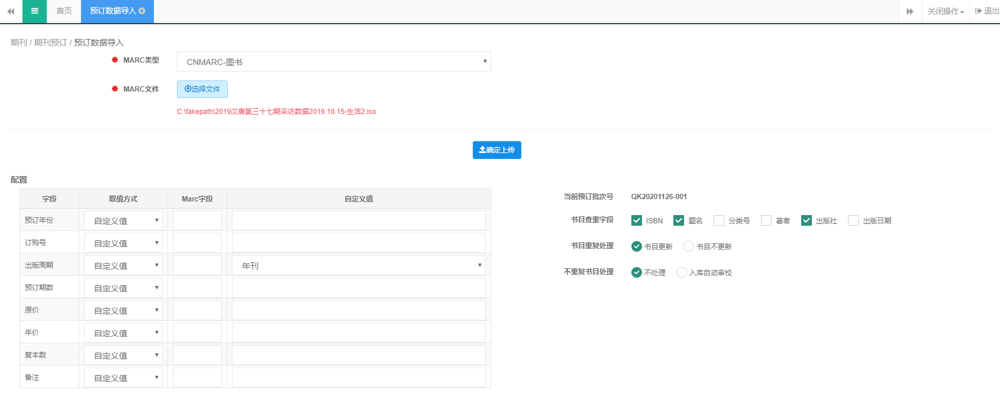 首页 预订数据导入 关闭操作 退出
期刊 / 期刊预订 / 预订数据导入
MARC类型 CNMARC-图书
MARC文件 选择文件
C:\fakepath\2019汉唐第三十七期采访数据2019.10.15-生活2.iso
确定上传
配置
字段 取值方式 Marc字段 自定义值
预订年份 自定义值
订购号 自定义值
出版周期 自定义值 年刊
预订期数 自定义值
原价 自定义值
年价 自定义值
复本数 自定义值
备注 自定义值
当前预订批次号 QK20201126-001
书目查重字段 ISBN 题名 分类号 著者 出版社 出版日期
书目重复处理 书目更新 书目不更新
不重复书目处理 不处理 入库自动审校